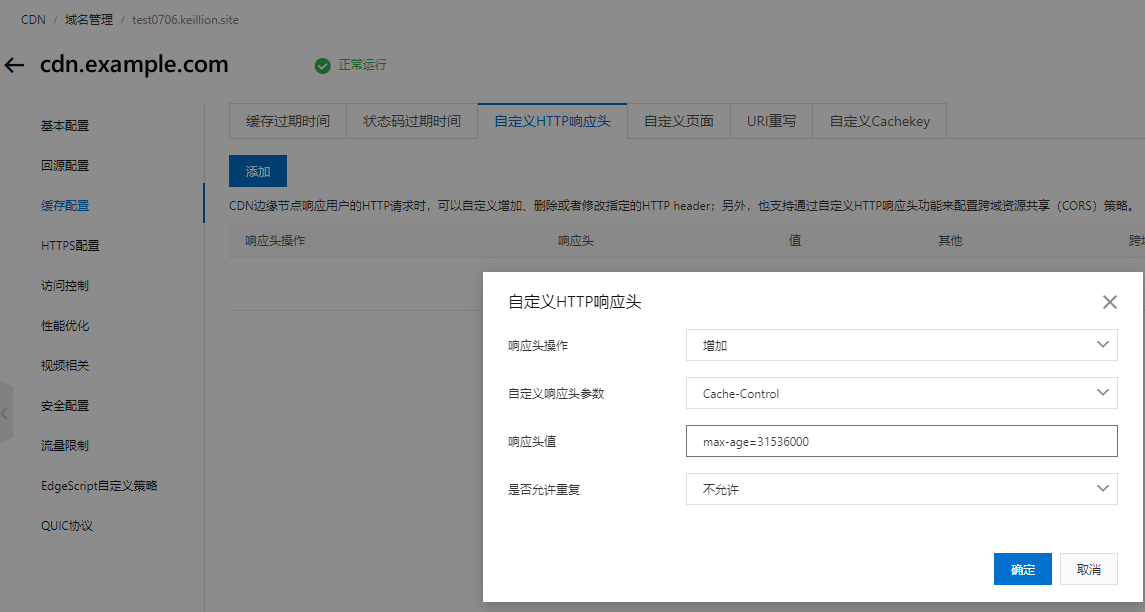 CDN / 域名管理 / test0706.keillion.site
cdn.example.com 正常运行
基本配置
回源配置
缓存配置
HTTPS配置
访问控制
性能优化
视频相关
安全配置
流量限制
EdgeScript自定义策略
QUIC协议
缓存过期时间 状态码过期时间 自定义HTTP响应头 自定义页面 URI重写 自定义Cachekey
添加
CDN边缘节点响应用户的HTTP请求时，可以自定义增加、删除或者修改指定的HTTP header；另外，也支持通过自定义HTTP响应头功能来配置跨域资源共享（CORS）策略。
响应头操作 响应头 值 其他
自定义HTTP响应头
响应头操作 增加
自定义响应头参数 Cache-Control
响应头值 max-age=31536000
是否允许重复 不允许
确定 取消